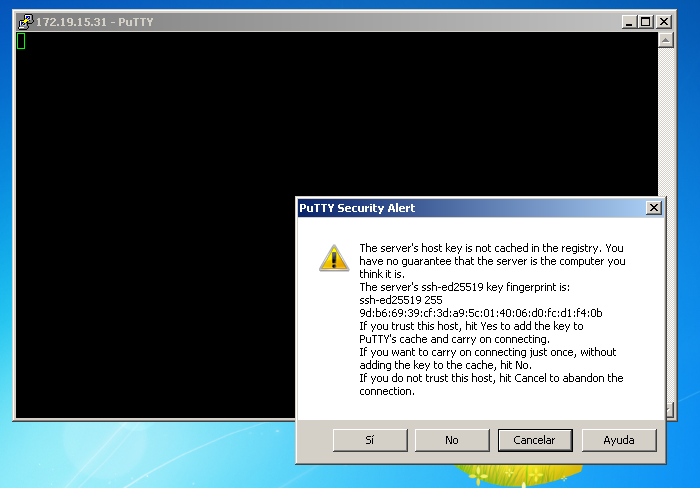 172.19.15.31 - PuTTY
PuTTY Security Alert
The server's host key is not cached in the registry. You
have no guarantee that the server is the computer you
think it is.
The server's ssh-ed25519 key fingerprint is:
ssh-ed25519 255
9d:b6:69:39:cf:3d:a9:5c:01:40:06:d0:fc:d1:f4:0b
If you trust this host, hit Yes to add the key to
PuTTY's cache and carry on connecting.
If you want to carry on connecting just once, without
adding the key to the cache, hit No.
If you do not trust this host, hit Cancel to abandon the
connection.
Sí No Cancelar Ayuda